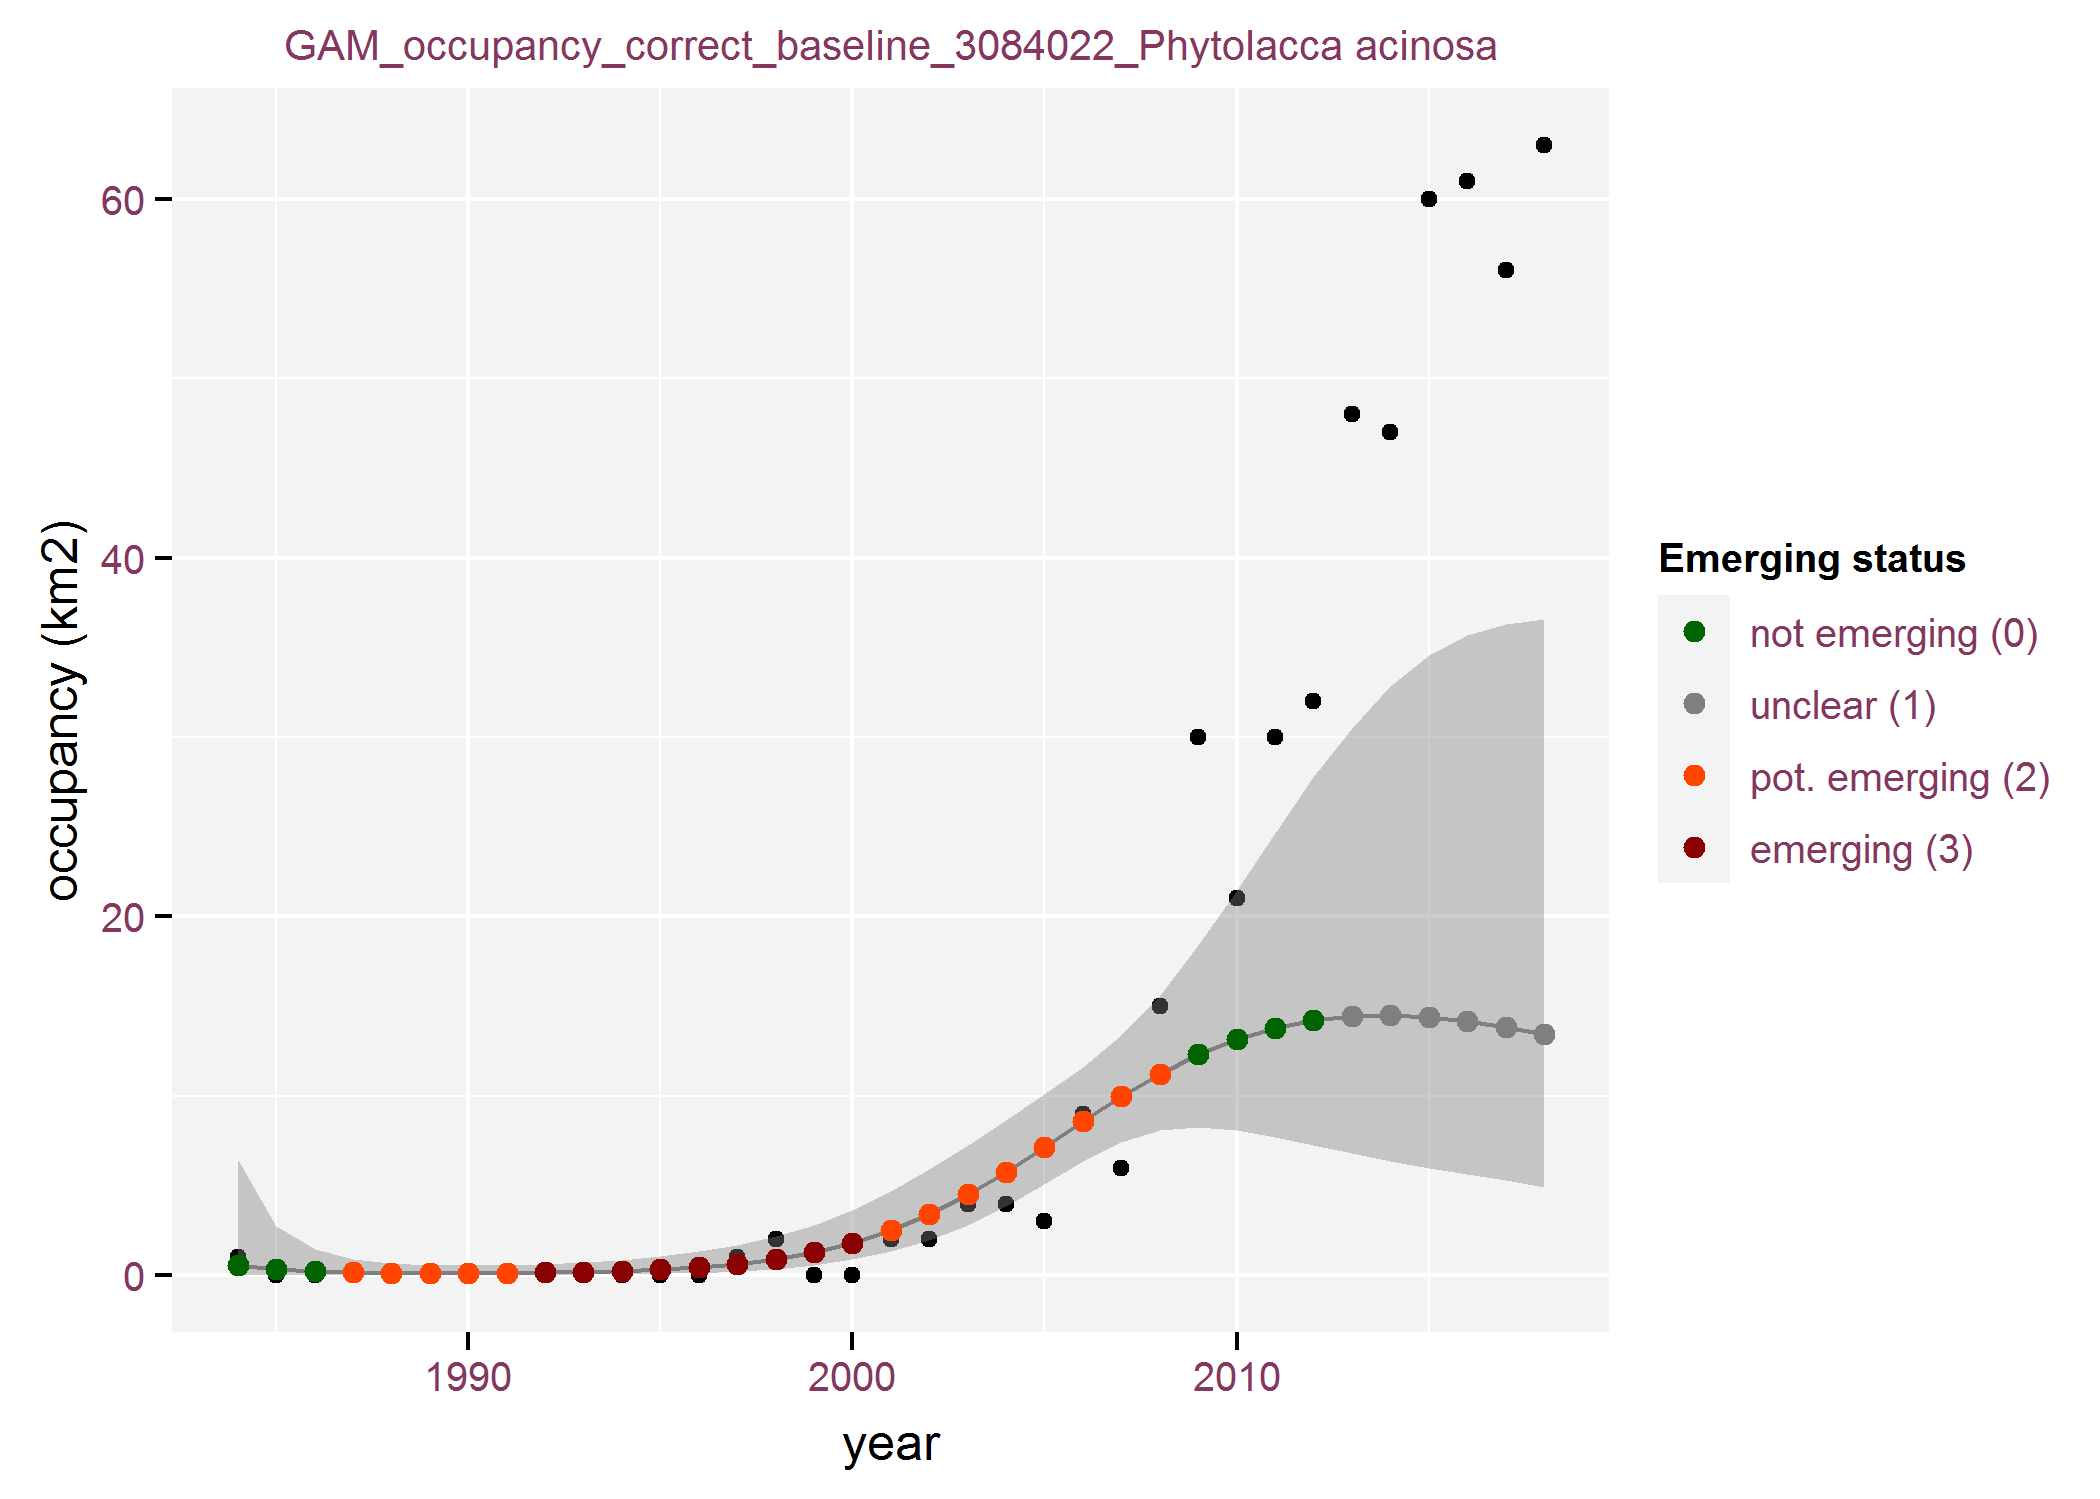 GAM_occupancy_correct_baseline_3084022_Phytolacca acinosa
60
40
20
0
occupancy (km2)
1990
2000
2010
year
Emerging status
not emerging (0)
unclear (1)
pot. emerging (2)
emerging (3)